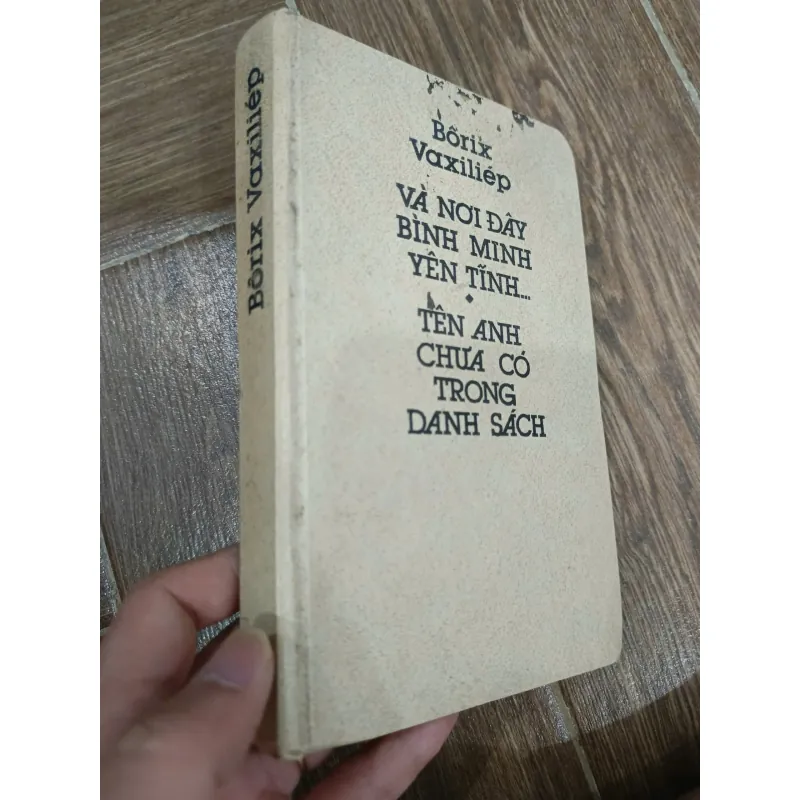 Bôrix Vaxiliép
Bôrix
Vaxiliép
VÀ NƠI ĐÂY
BÌNH MINH
YÊN TĨNH...
TÊN ANH
CHƯA CÓ
TRONG
DANH SÁCH